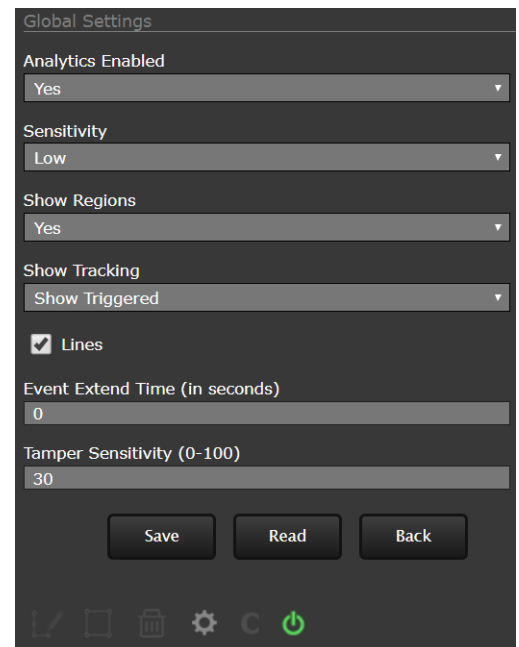 Global Settings
Analytics Enabled
Yes
Sensitivity
Low
Show Regions
Yes
Show Tracking
Show Triggered
Lines
Event Extend Time (in seconds)
0
Tamper Sensitivity (0-100)
30
Save Read Back
C